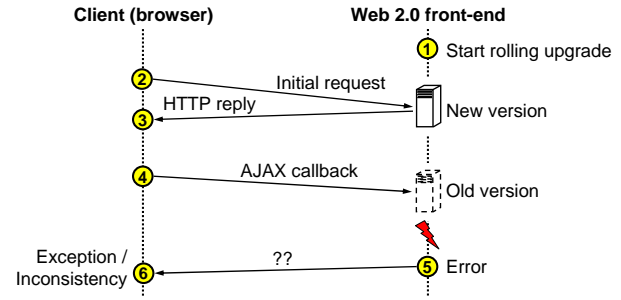 Client (browser) Web 2.0 front-end
1 Start rolling upgrade
2 Initial request
HTTP reply
3 New version
4 AJAX callback
Old version
Exception /
Inconsistency 6 ?? 5 Error